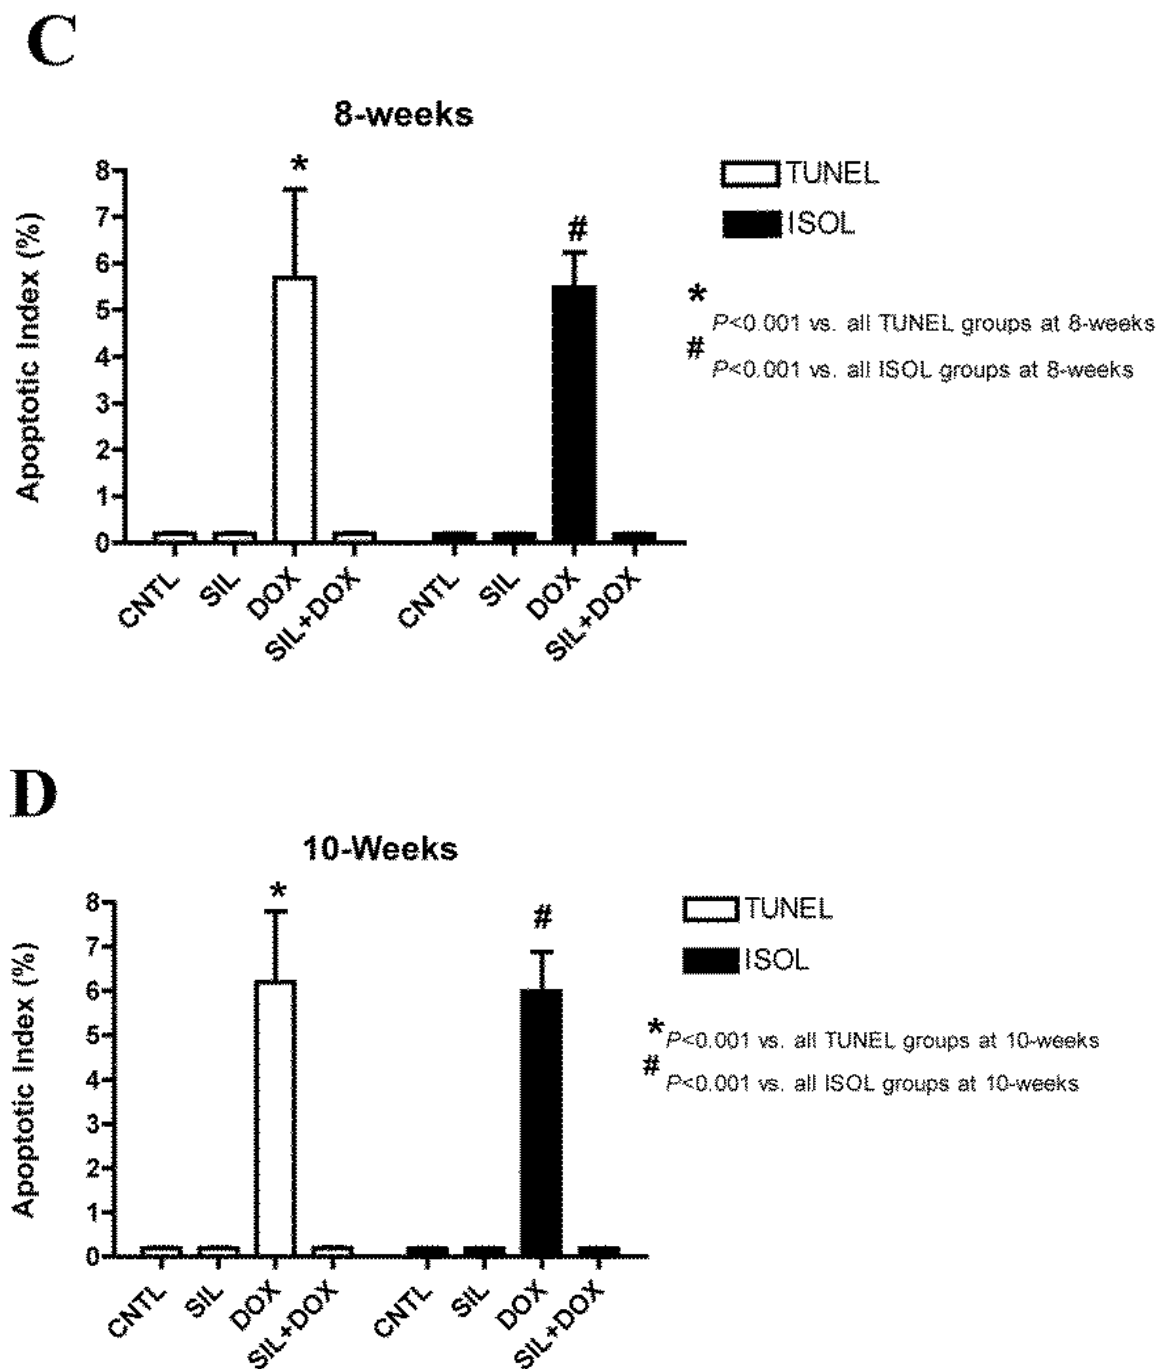 C
8-weeks
Apoptotic Index (%)
8
7
6
5
4
3
2
1
0
*
#
CNTL
SIL
DOX
SIL+DOX
CNTL
SIL
DOX
SIL+DOX
TUNEL
ISOL
*
P<0.001 vs. all TUNEL groups at 8-weeks
#
P<0.001 vs. all ISOL groups at 8-weeks
D
10-Weeks
Apoptotic Index (%)
8
7
6
5
4
3
2
1
0
*
#
CNTL
SIL
DOX
SIL+DOX
CNTL
SIL
DOX
SIL+DOX
TUNEL
ISOL
* P<0.001 vs. all TUNEL groups at 10-weeks
# P<0.001 vs. all ISOL groups at 10-weeks